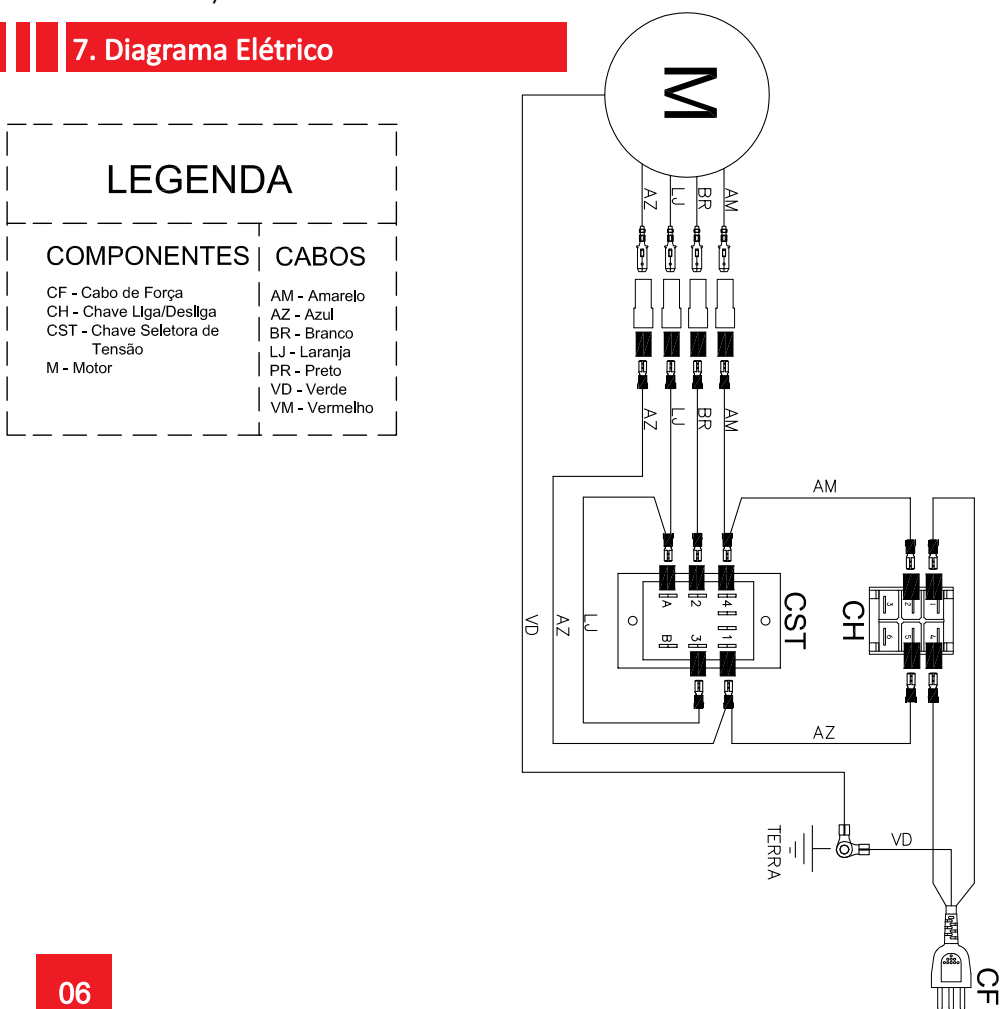 7. Diagrama Elétrico
LEGENDA
COMPONENTES
CF - Cabo de Força
CH - Chave Liga/Desliga
CST - Chave Seletora de
Tensão
M - Motor
CABOS
AM - Amarelo
AZ - Azul
BR - Branco
LJ - Laranja
PR - Preto
VD - Verde
VM - Vermelho
M
AZ
LJ
BR
AM
AZ
LJ
BR
AM
AM
VD
AZ
LJ
A
2
4
B
3
1
CST
CH
3
2
1
6
5
4
AZ
TERRA
VD
CF
06